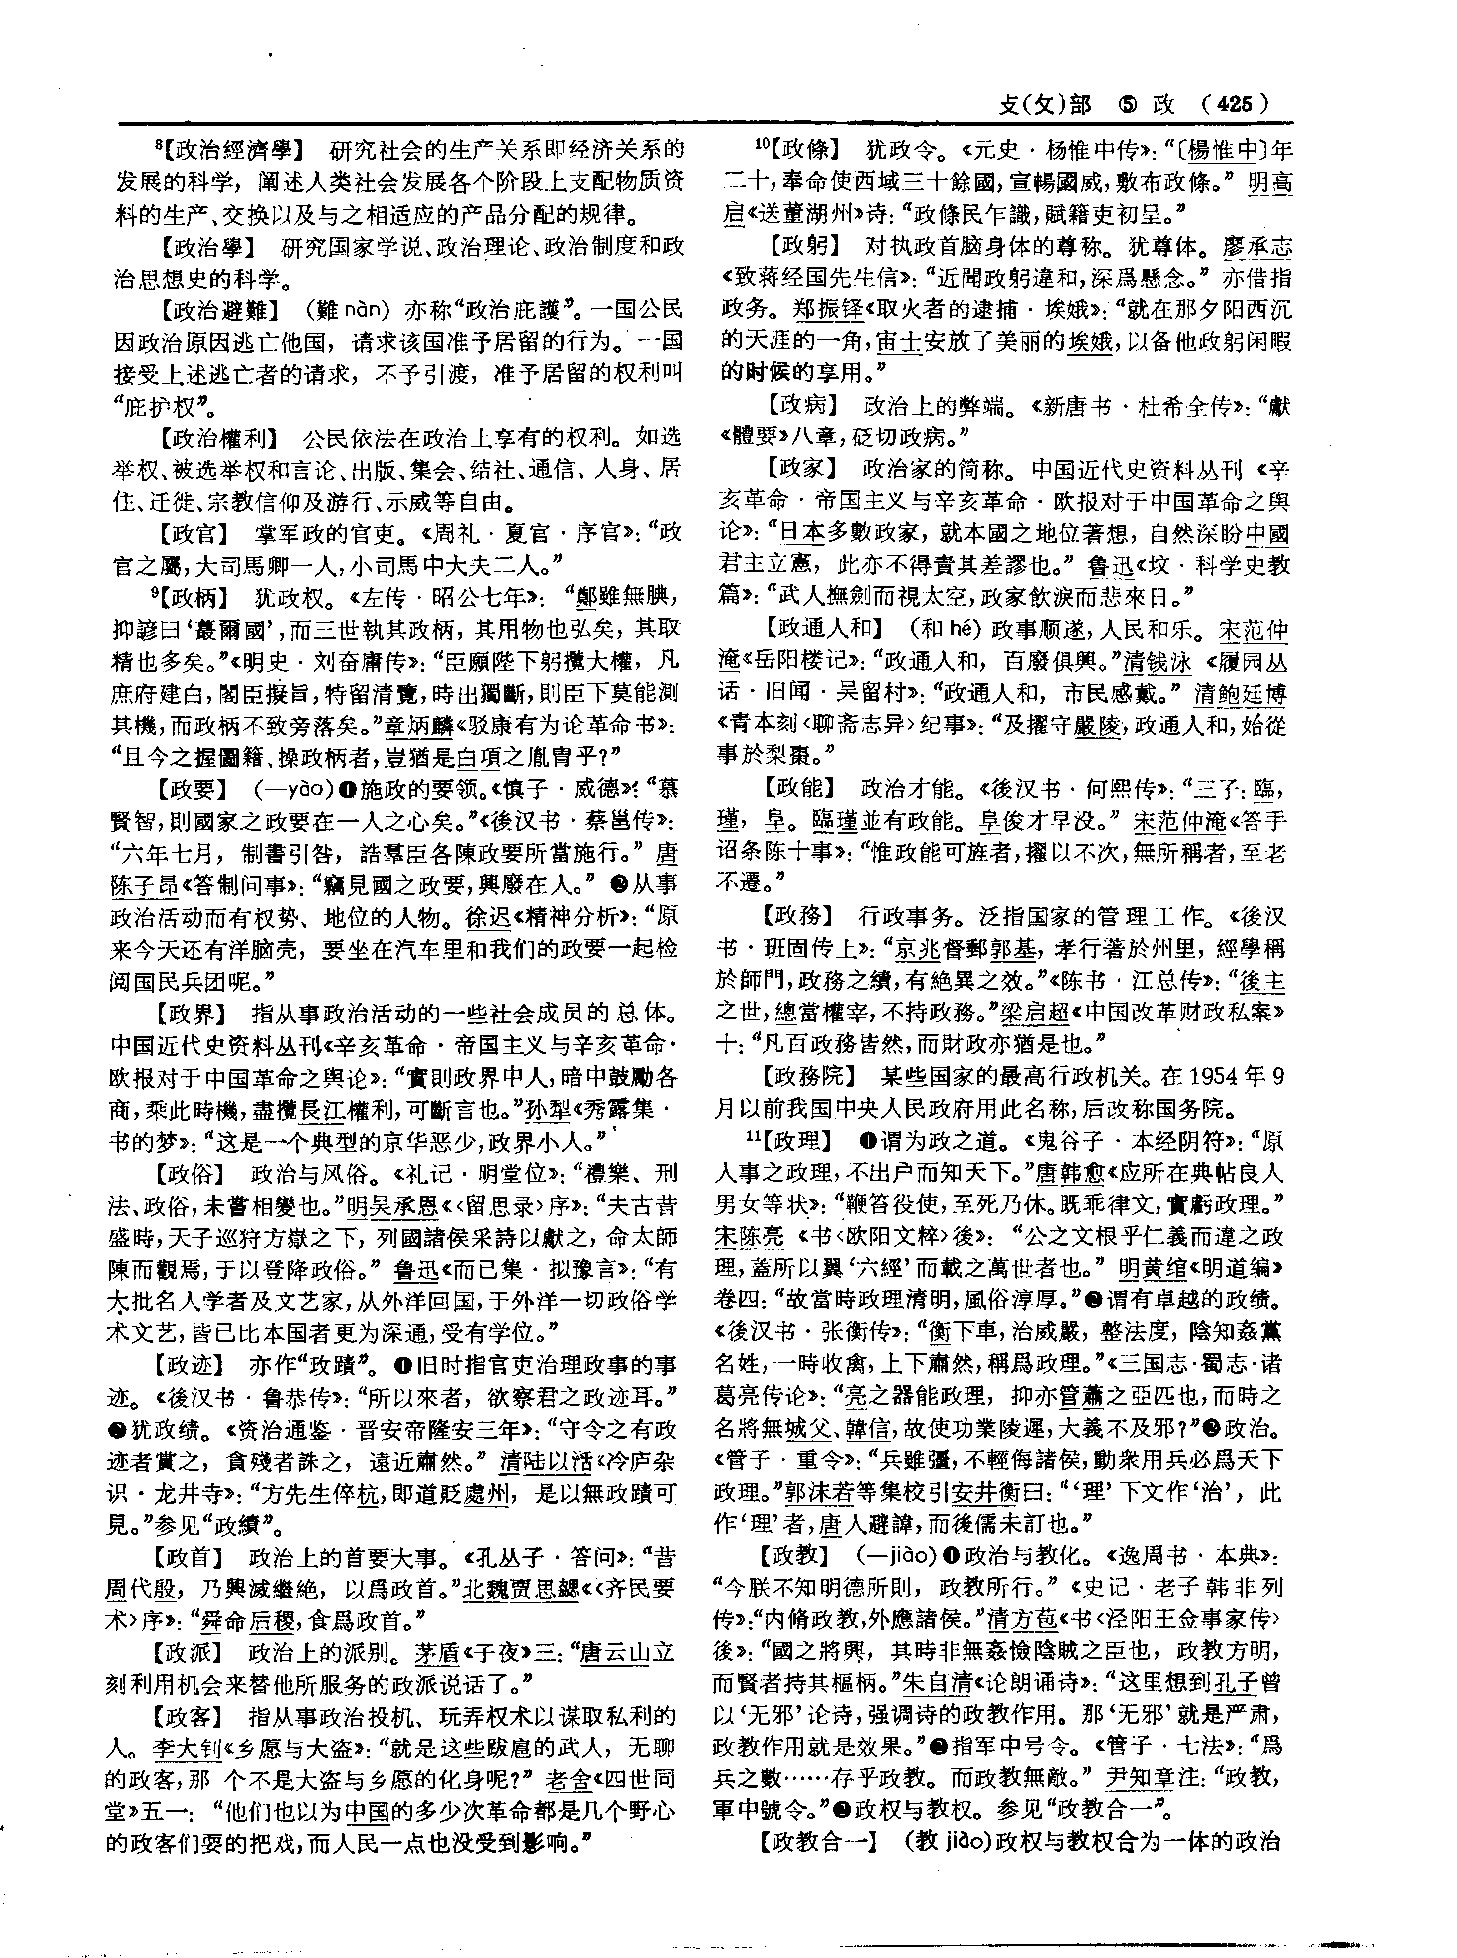 攴(攵)部 ⑤ 政 (425)
⁸【政治經濟學】 研究社会的生产关系即经济关系的
发展的科学，阐述人类社会发展各个阶段上支配物质资
料的生产、交换以及与之相适应的产品分配的规律。
【政治學】 研究国家学说、政治理论、政治制度和政
治思想史的科学。
【政治避難】 (難 nàn) 亦称“政治庇護”。一国公民
因政治原因逃亡他国，请求该国准予居留的行为。一国
接受上述逃亡者的请求，不予引渡，准予居留的权利叫
“庇护权”。
【政治權利】 公民依法在政治上享有的权利。如选
举权、被选举权和言论、出版、集会、结社、通信、人身、居
住、迁徙、宗教信仰及游行、示威等自由。
【政官】 掌军政的官吏。《周礼·夏官·序官》：“政
官之屬，大司馬卿一人，小司馬中大夫二人。”
⁹【政柄】 犹政权。《左传·昭公七年》：“鄭雖無腆，
抑諺曰‘蕞爾國’，而三世執其政柄，其用物也弘矣，其取
精也多矣。”《明史·刘奋庸传》：“臣願陛下躬攬大權，凡
庶府建白，閣臣擬旨，特留清覽，時出獨斷，則臣下莫能測
其機，而政柄不致旁落矣。”章炳麟《驳康有为论革命书》：
“且今之握圖籍、操政柄者，豈猶是白項之胤胄乎？”
【政要】 (—yào)❶施政的要领。《慎子·威德》：“慕
賢智，則國家之政要在一人之心矣。”《後汉书·蔡邕传》：
“六年七月，制書引咎，誥羣臣各陳政要所當施行。” 唐
陈子昂《答制问事》：“竊見國之政要，興廢在人。” ❷从事
政治活动而有权势、地位的人物。徐迟《精神分析》：“原
来今天还有洋脑壳，要坐在汽车里和我们的政要一起检
阅国民兵团呢。”
【政界】 指从事政治活动的一些社会成员的总体。
中国近代史资料丛刊《辛亥革命·帝国主义与辛亥革命·
欧报对于中国革命之舆论》：“實則政界中人，暗中鼓勵各
商，乘此時機，盡攬長江權利，可斷言也。”孙犁《秀露集·
书的梦》：“这是一个典型的京华恶少，政界小人。”
【政俗】 政治与风俗。《礼记·明堂位》：“禮樂、刑
法、政俗，未嘗相變也。”明吴承恩《〈留思录〉序》：“夫古昔
盛時，天子巡狩方嶽之下，列國諸侯采詩以獻之，命太師
陳而觀焉，于以登降政俗。” 鲁迅《而已集·拟豫言》：“有
大批名人学者及文艺家，从外洋回国，于外洋一切政俗学
术文艺，皆已比本国者更为深通，受有学位。”
【政迹】 亦作“政蹟”。❶旧时指官吏治理政事的事
迹。《後汉书·鲁恭传》：“所以來者，欲察君之政迹耳。”
❷犹政绩。《资治通鉴·晋安帝隆安三年》：“守令之有政
迹者賞之，貪殘者誅之，遠近肅然。” 清陆以湉《冷庐杂
识·龙井寺》：“方先生倅杭，即道貶處州，是以無政蹟可
見。”参见“政績”。
【政首】 政治上的首要大事。《孔丛子·答问》：“昔
周代殷，乃興滅繼絶，以爲政首。”北魏贾思勰《〈齐民要
术〉序》：“舜命后稷，食爲政首。”
【政派】 政治上的派别。茅盾《子夜》三：“唐云山立
刻利用机会来替他所服务的政派说话了。”
【政客】 指从事政治投机、玩弄权术以谋取私利的
人。李大钊《乡愿与大盗》：“就是这些跋扈的武人，无聊
的政客，那 个不是大盗与乡愿的化身呢？” 老舍《四世同
堂》五一：“他们也以为中国的多少次革命都是几个野心
的政客们耍的把戏，而人民一点也没受到影响。”
¹⁰【政條】 犹政令。《元史·杨惟中传》：“〔楊惟中〕年
二十，奉命使西域三十餘國，宣暢國威，敷布政條。” 明高
启《送董湖州》诗：“政條民乍識，賦籍吏初呈。”
【政躬】 对执政首脑身体的尊称。犹尊体。廖承志
《致蒋经国先生信》：“近聞政躬違和，深爲懸念。” 亦借指
政务。郑振铎《取火者的逮捕·埃娥》：“就在那夕阳西沉
的天涯的一角，宙士安放了美丽的埃娥，以备他政躬闲暇
的时候的享用。”
【政病】 政治上的弊端。《新唐书·杜希全传》：“獻
《體要》八章，砭切政病。”
【政家】 政治家的简称。中国近代史资料丛刊《辛
亥革命·帝国主义与辛亥革命·欧报对于中国革命之舆
论》：“日本多數政家，就本國之地位著想，自然深盼中國
君主立憲，此亦不得責其差謬也。” 鲁迅《坟·科学史教
篇》：“武人撫劍而視太空，政家飲淚而悲來日。”
【政通人和】 (和 hé) 政事顺遂，人民和乐。宋范仲
淹《岳阳楼记》：“政通人和，百廢俱興。”清钱泳《履园丛
话·旧闻·吴留村》：“政通人和，市民感戴。” 清鲍廷博
《青本刻〈聊斋志异〉纪事》：“及擢守嚴陵，政通人和，始從
事於梨棗。”
【政能】 政治才能。《後汉书·何熙传》：“三子：臨，
瑾，阜。臨瑾並有政能。阜俊才早没。” 宋范仲淹《答手
诏条陈十事》：“惟政能可旌者，擢以不次，無所稱者，至老
不遷。”
【政務】 行政事务。泛指国家的管理工作。《後汉
书·班固传上》：“京兆督郵郭基，孝行著於州里，經學稱
於師門，政務之績，有絶異之效。”《陈书·江总传》：“後主
之世，總當權宰，不持政務。”梁启超《中国改革财政私案》
十：“凡百政務皆然，而財政亦猶是也。”
【政務院】 某些国家的最高行政机关。在 1954 年 9
月以前我国中央人民政府用此名称，后改称国务院。
¹¹【政理】 ❶谓为政之道。《鬼谷子·本经阴符》：“原
人事之政理，不出户而知天下。”唐韩愈《应所在典帖良人
男女等状》：“鞭笞役使，至死乃休。既乖律文，實虧政理。”
宋陈亮《书〈欧阳文粹〉後》：“公之文根乎仁義而達之政
理，蓋所以翼‘六經’而載之萬世者也。” 明黄绾《明道编》
卷四：“故當時政理清明，風俗淳厚。”❷谓有卓越的政绩。
《後汉书·张衡传》：“衡下車，治威嚴，整法度，陰知姦黨
名姓，一時收禽，上下肅然，稱爲政理。”《三国志·蜀志·诸
葛亮传论》：“亮之器能政理，抑亦管蕭之亞匹也，而時之
名將無城父、韓信，故使功業陵遲，大義不及邪？”❸政治。
《管子·重令》：“兵雖彊，不輕侮諸侯，動衆用兵必爲天下
政理。”郭沫若等集校引安井衡曰：“‘理’下文作‘治’，此
作‘理’者，唐人避諱，而後儒未訂也。”
【政教】 (—jiào)❶政治与教化。《逸周书·本典》：
“今朕不知明德所則，政教所行。” 《史记·老子韩非列
传》：“内脩政教，外應諸侯。”清方苞《书〈泾阳王佥事家传〉
後》：“國之將興，其時非無姦憸陰賊之臣也，政教方明，
而賢者持其樞柄。”朱自清《论朗诵诗》：“这里想到孔子曾
以‘无邪’论诗，强调诗的政教作用。那‘无邪’就是严肃，
政教作用就是效果。”❷指军中号令。《管子·七法》：“爲
兵之數……存乎政教。而政教無敵。” 尹知章注：“政教，
軍中號令。”❸政权与教权。参见“政教合一”。
【政教合一】 (教 jiào)政权与教权合为一体的政治